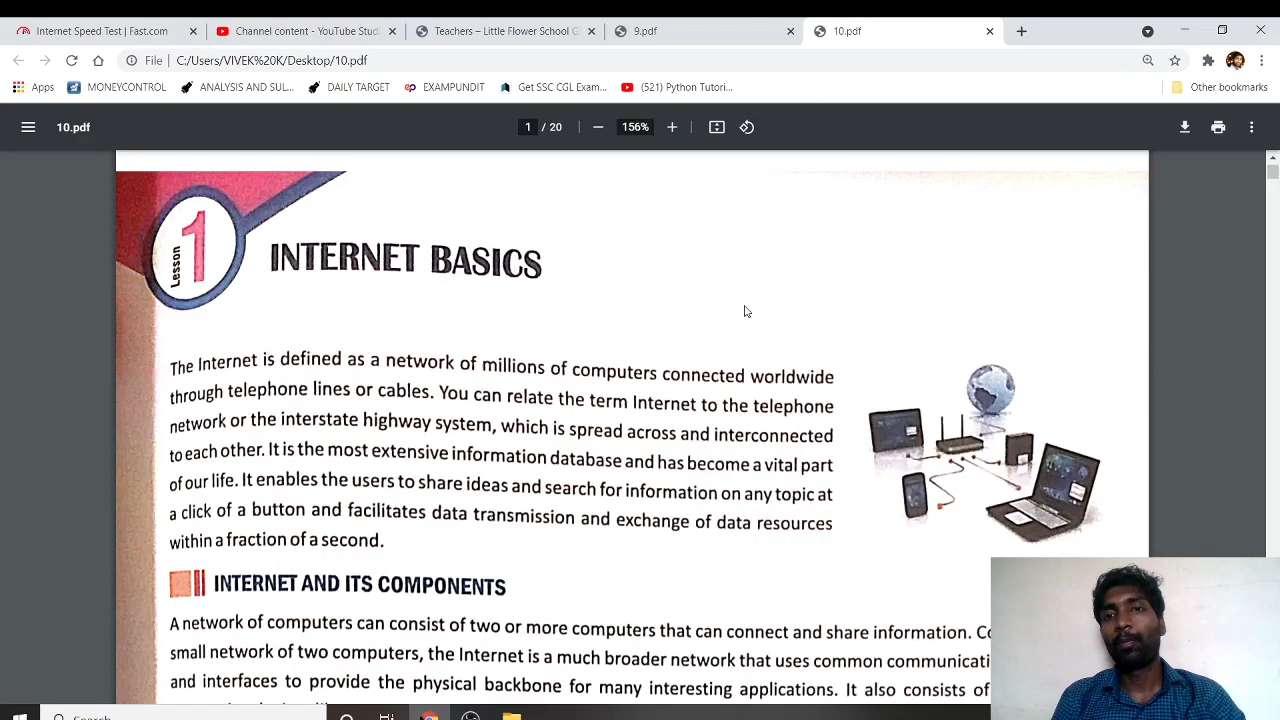 Internet Speed Test | Fast.com
Channel content - YouTube Studi
Teachers – Little Flower School G
9.pdf
10.pdf
File | C:/Users/VIVEK%20K/Desktop/10.pdf
Apps
MONEYCONTROL
ANALYSIS AND SUL...
DAILY TARGET
EXAMPUNDIT
Get SSC CGL Exam...
(521) Python Tutori...
Other bookmarks
10.pdf
1 / 20
156%
Lesson 1
INTERNET BASICS
The Internet is defined as a network of millions of computers connected worldwide
through telephone lines or cables. You can relate the term Internet to the telephone
network or the interstate highway system, which is spread across and interconnected
to each other. It is the most extensive information database and has become a vital part
of our life. It enables the users to share ideas and search for information on any topic at
a click of a button and facilitates data transmission and exchange of data resources
within a fraction of a second.
INTERNET AND ITS COMPONENTS
A network of computers can consist of two or more computers that can connect and share information. Co
small network of two computers, the Internet is a much broader network that uses common communicati
and interfaces to provide the physical backbone for many interesting applications. It also consists of
Search